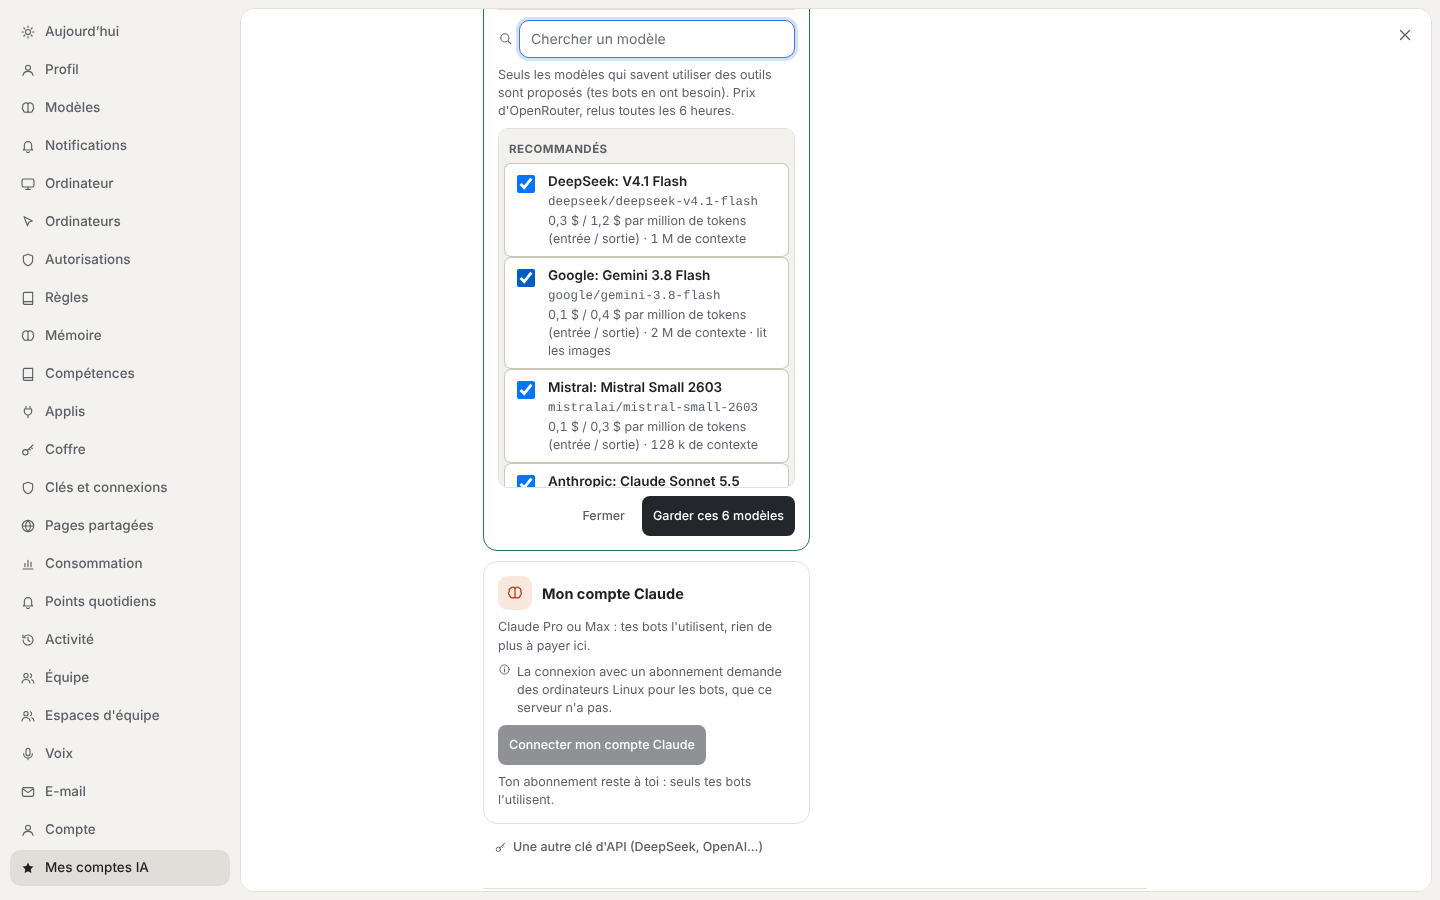 Aujourd'hui
Profil
Modèles
Notifications
Ordinateur
Ordinateurs
Autorisations
Règles
Mémoire
Compétences
Applis
Coffre
Clés et connexions
Pages partagées
Consommation
Points quotidiens
Activité
Équipe
Espaces d'équipe
Voix
E-mail
Compte
Mes comptes IA
Chercher un modèle
Seuls les modèles qui savent utiliser des outils
sont proposés (tes bots en ont besoin). Prix
d'OpenRouter, relus toutes les 6 heures.
RECOMMANDÉS
DeepSeek: V4.1 Flash
deepseek/deepseek-v4.1-flash
0,3 $ / 1,2 $ par million de tokens
(entrée / sortie) · 1 M de contexte
Google: Gemini 3.8 Flash
google/gemini-3.8-flash
0,1 $ / 0,4 $ par million de tokens
(entrée / sortie) · 2 M de contexte · lit
les images
Mistral: Mistral Small 2603
mistralai/mistral-small-2603
0,1 $ / 0,3 $ par million de tokens
(entrée / sortie) · 128 k de contexte
Anthropic: Claude Sonnet 5.5
Fermer
Garder ces 6 modèles
Mon compte Claude
Claude Pro ou Max : tes bots l'utilisent, rien de
plus à payer ici.
La connexion avec un abonnement demande
des ordinateurs Linux pour les bots, que ce
serveur n'a pas.
Connecter mon compte Claude
Ton abonnement reste à toi : seuls tes bots
l'utilisent.
Une autre clé d'API (DeepSeek, OpenAI…)